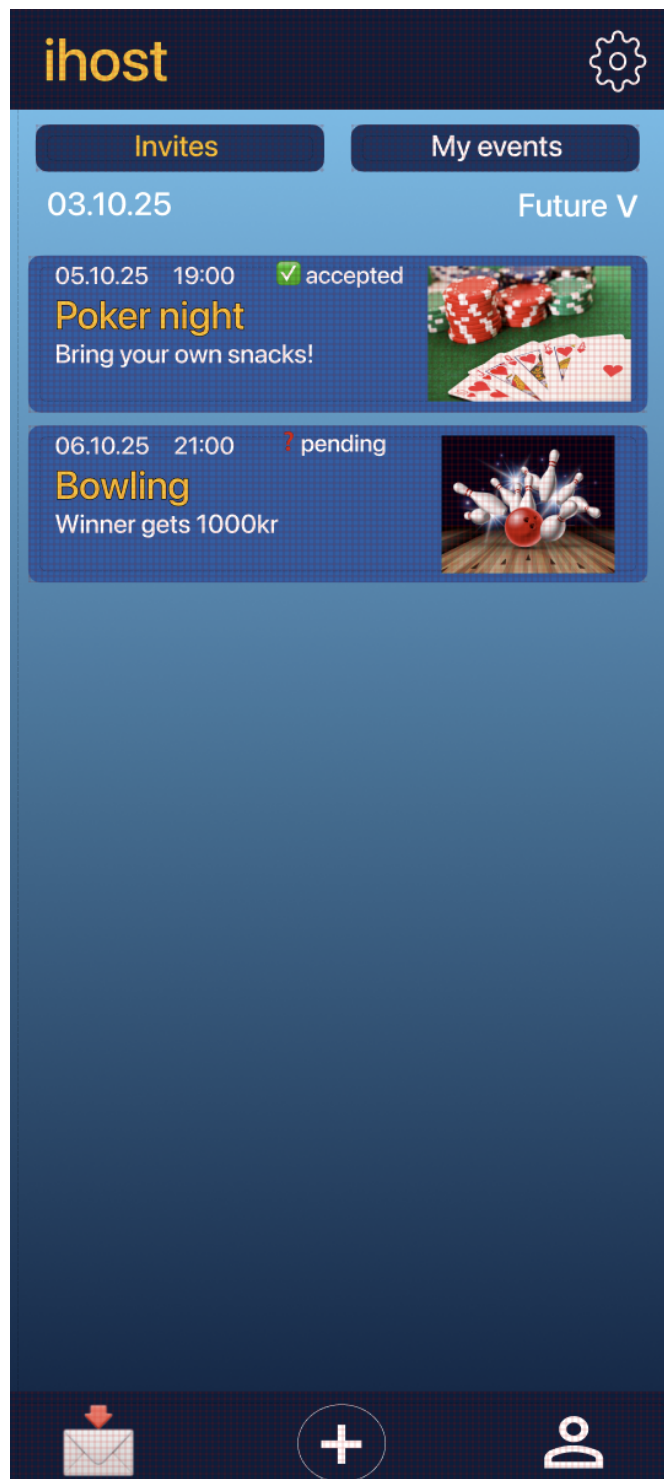 ihost
Invites
My events
03.10.25
Future V
05.10.25 19:00 ✅ accepted
Poker night
Bring your own snacks!
06.10.25 21:00 ❓ pending
Bowling
Winner gets 1000kr